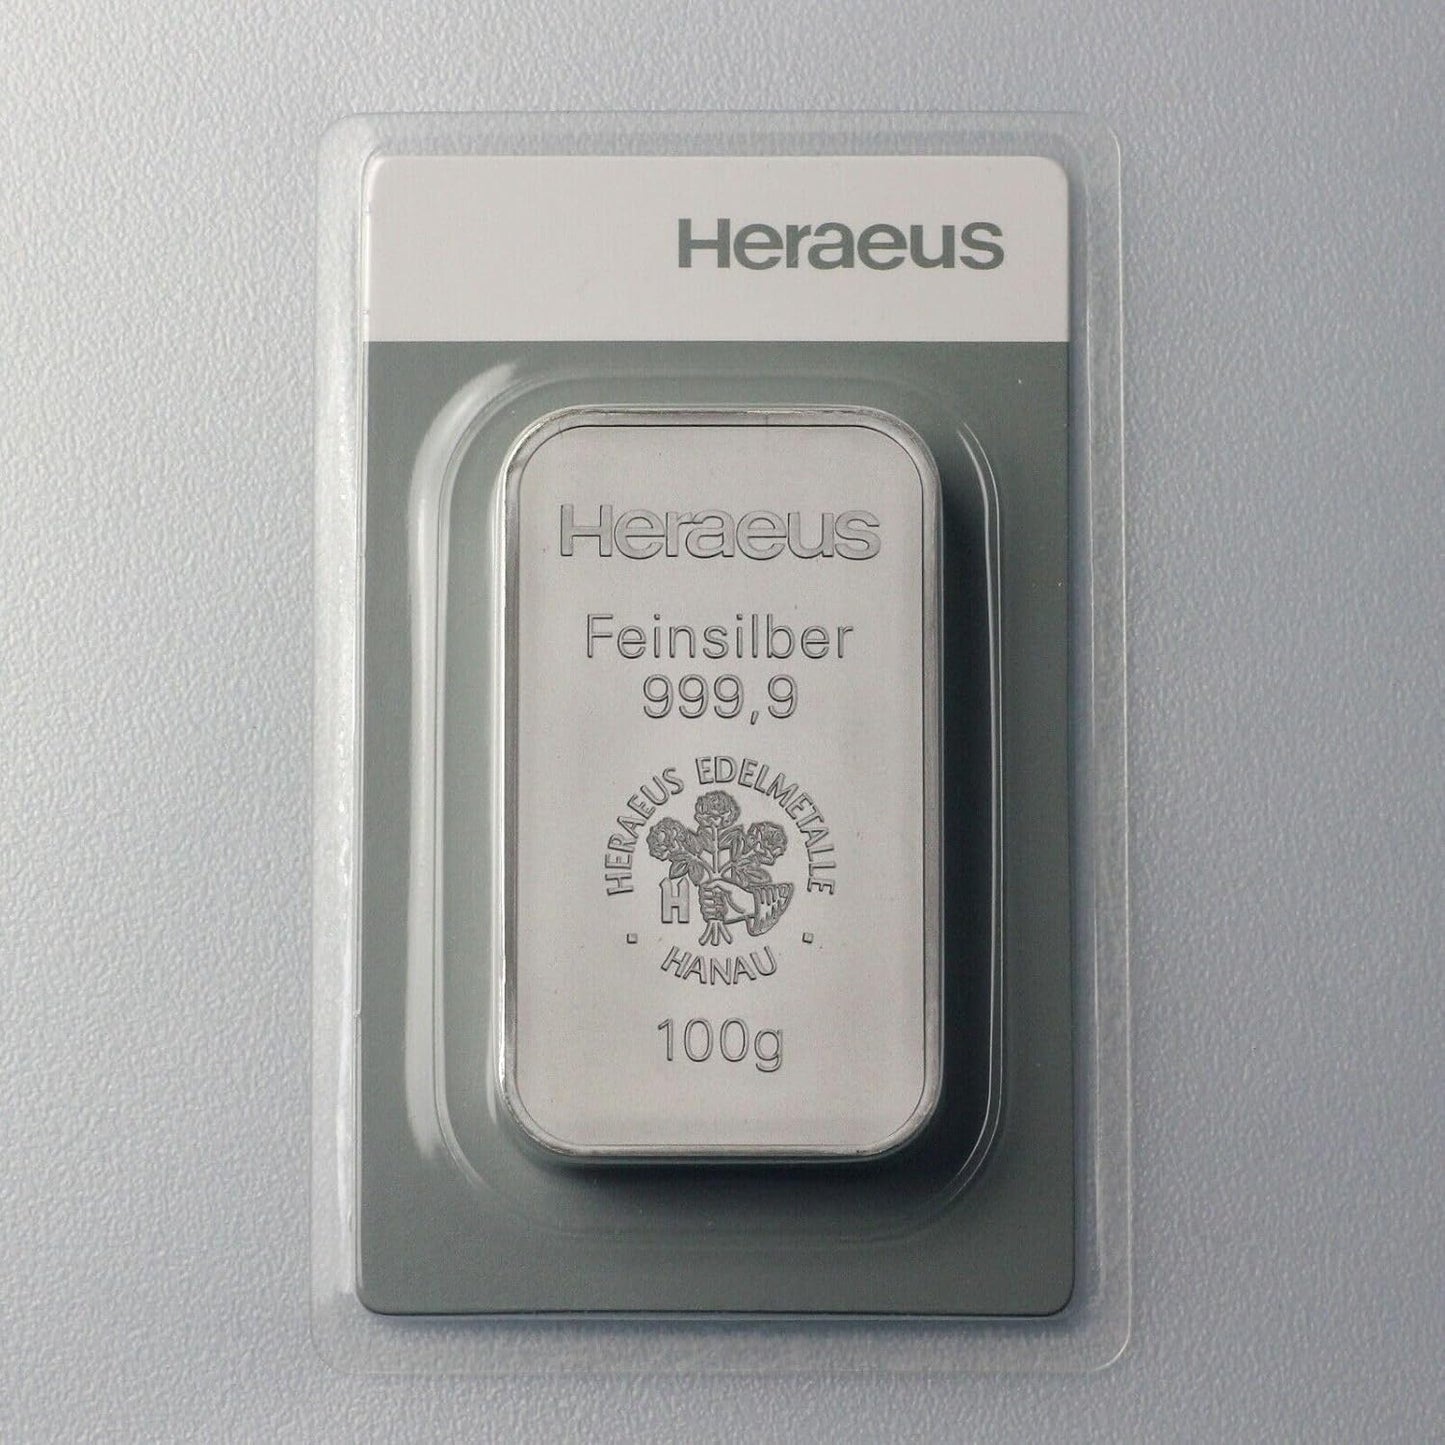 Heraeus
Heraeus
Feinsilber
999,9
HERAEUS EDELMETALLE
H
HANAU
100g